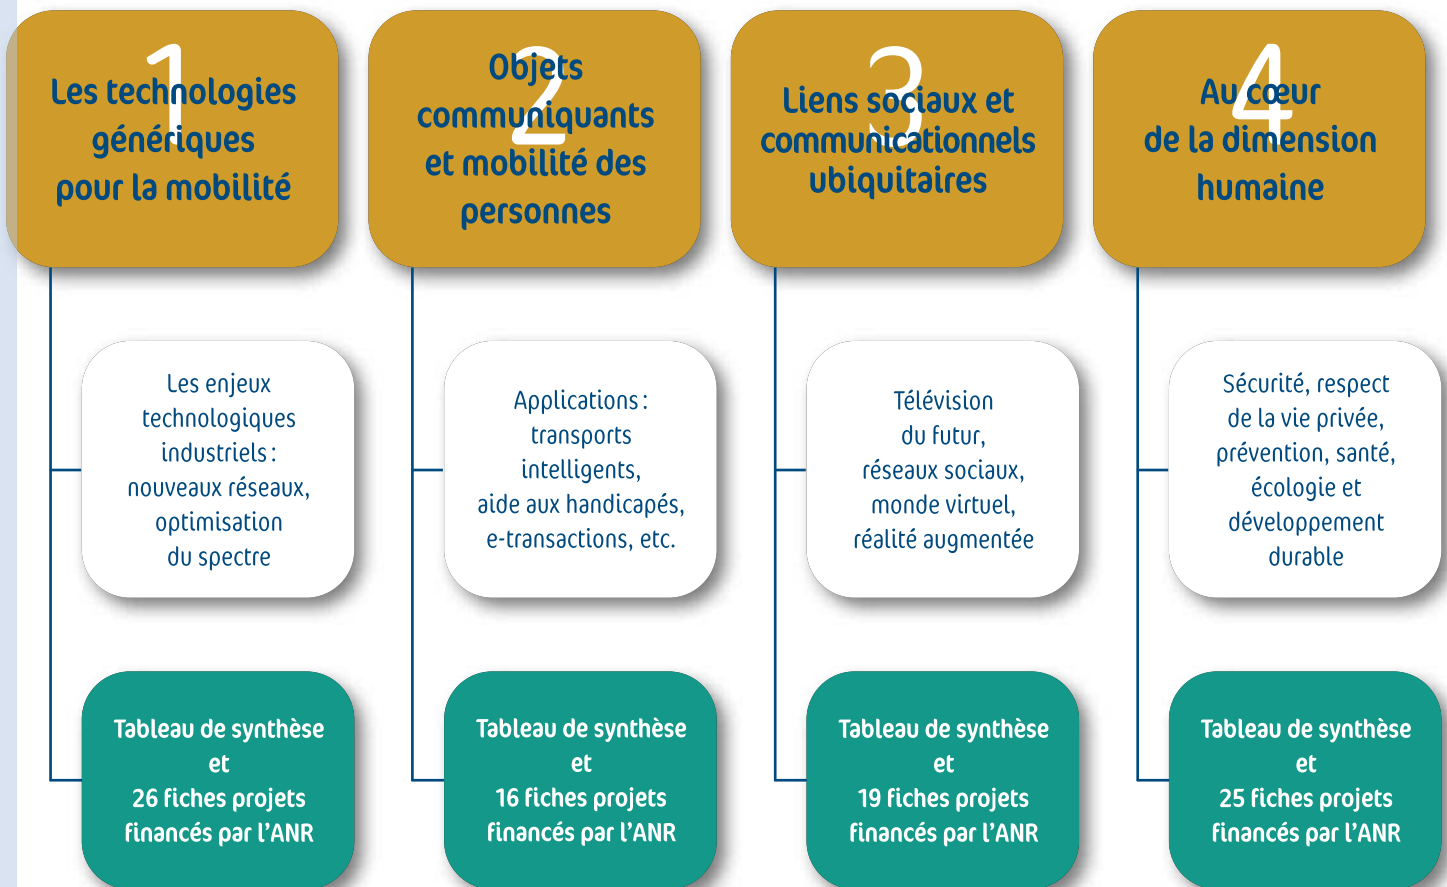 1
Les technologies
génériques
pour la mobilité
Les enjeux
technologiques
industriels :
nouveaux réseaux,
optimisation
du spectre
Tableau de synthèse
et
26 fiches projets
financés par l’ANR
2
Objets
communiquants
et mobilité des
personnes
Applications :
transports
intelligents,
aide aux handicapés,
e-transactions, etc.
Tableau de synthèse
et
16 fiches projets
financés par l’ANR
3
Liens sociaux et
communicationnels
ubiquitaires
Télévision
du futur,
réseaux sociaux,
monde virtuel,
réalité augmentée
Tableau de synthèse
et
19 fiches projets
financés par l’ANR
4
Au cœur
de la dimension
humaine
Sécurité, respect
de la vie privée,
prévention, santé,
écologie et
développement
durable
Tableau de synthèse
et
25 fiches projets
financés par l’ANR